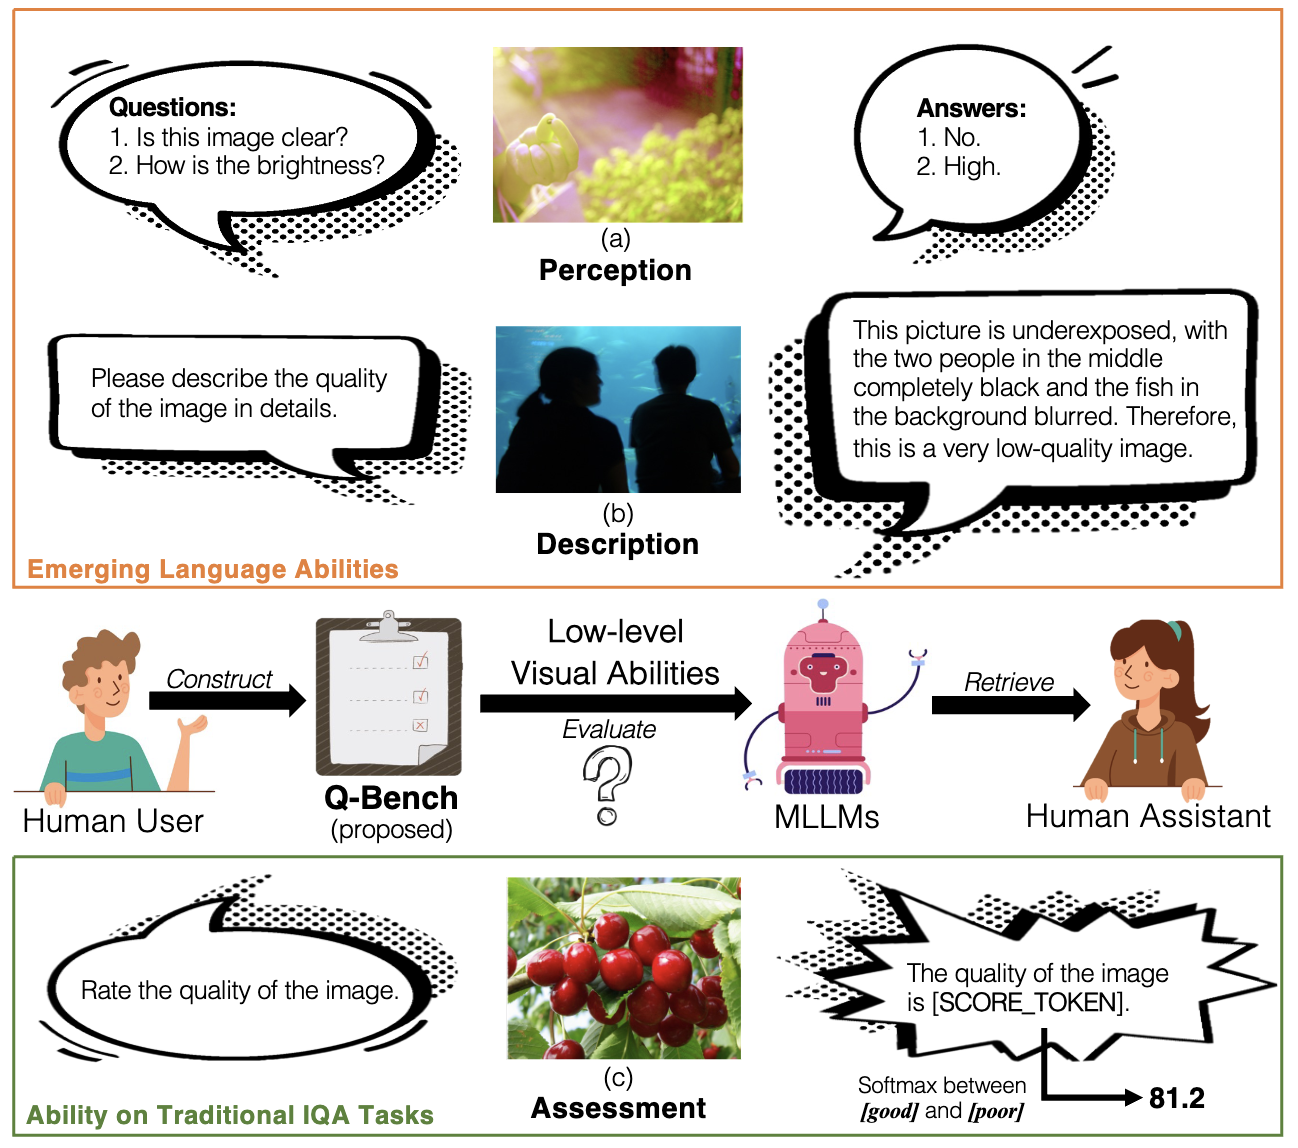 Questions:
1. Is this image clear?
2. How is the brightness?
Answers:
1. No.
2. High.
(a)
Perception
Please describe the quality
of the image in details.
This picture is underexposed, with
the two people in the middle
completely black and the fish in
the background blurred. Therefore,
this is a very low-quality image.
(b)
Description
Emerging Language Abilities
Construct
Low-level
Visual Abilities
Evaluate
Retrieve
Human User
Q-Bench
(proposed)
MLLMs
Human Assistant
Rate the quality of the image.
The quality of the image
is [SCORE_TOKEN].
(c)
Assessment
Softmax between
[good] and [poor]
81.2
Ability on Traditional IQA Tasks